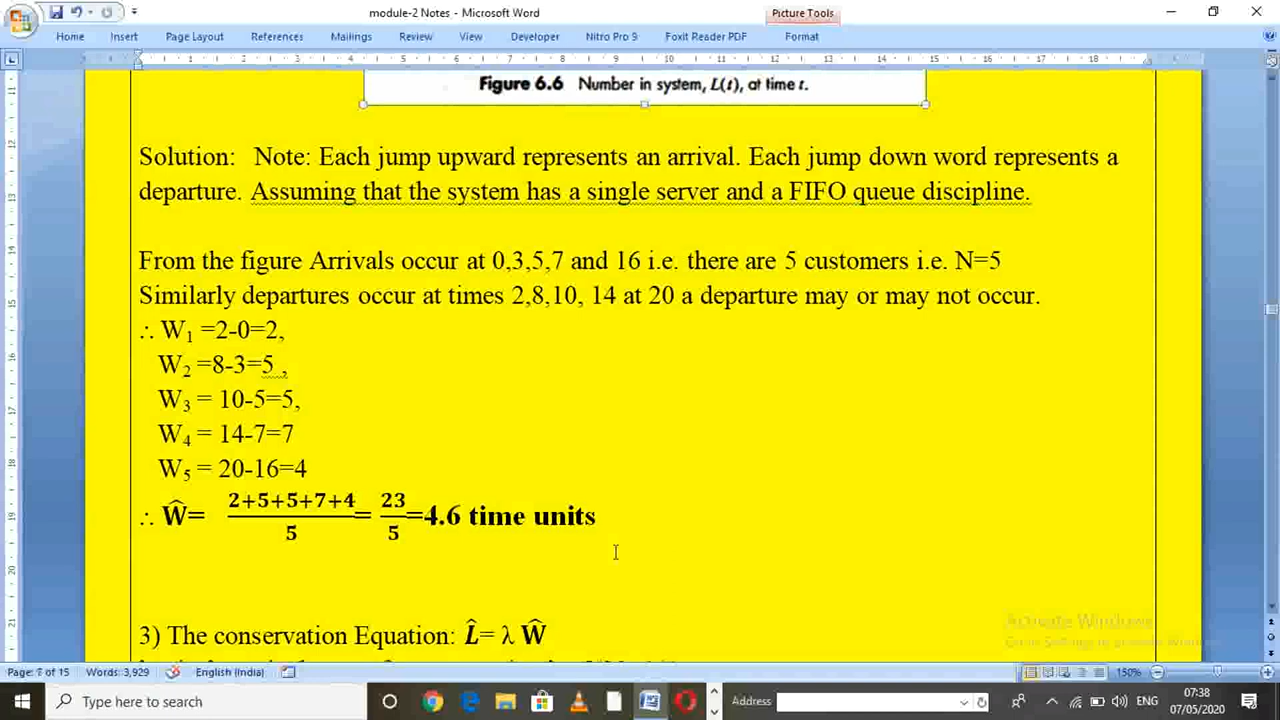 module-2 Notes - Microsoft Word
Picture Tools
Home Insert Page Layout References Mailings Review View Developer Nitro Pro 9 Foxit Reader PDF Format
Figure 6.6 Number in system, L(t), at time t.
Solution: Note: Each jump upward represents an arrival. Each jump down word represents a
departure. Assuming that the system has a single server and a FIFO queue discipline.
From the figure Arrivals occur at 0,3,5,7 and 16 i.e. there are 5 customers i.e. N=5
Similarly departures occur at times 2,8,10, 14 at 20 a departure may or may not occur.
∴ W₁ =2-0=2,
W₂ =8-3=5 ,
W₃ = 10-5=5,
W₄ = 14-7=7
W₅ = 20-16=4
∴ Ŵ= (2+5+5+7+4)/5 = 23/5 =4.6 time units
3) The conservation Equation: L̂= λ Ŵ
Activate Windows
Page: 7 of 15 Words: 3,929 English (India) 150%
Type here to search
Address
ENG
07:38
07/05/2020